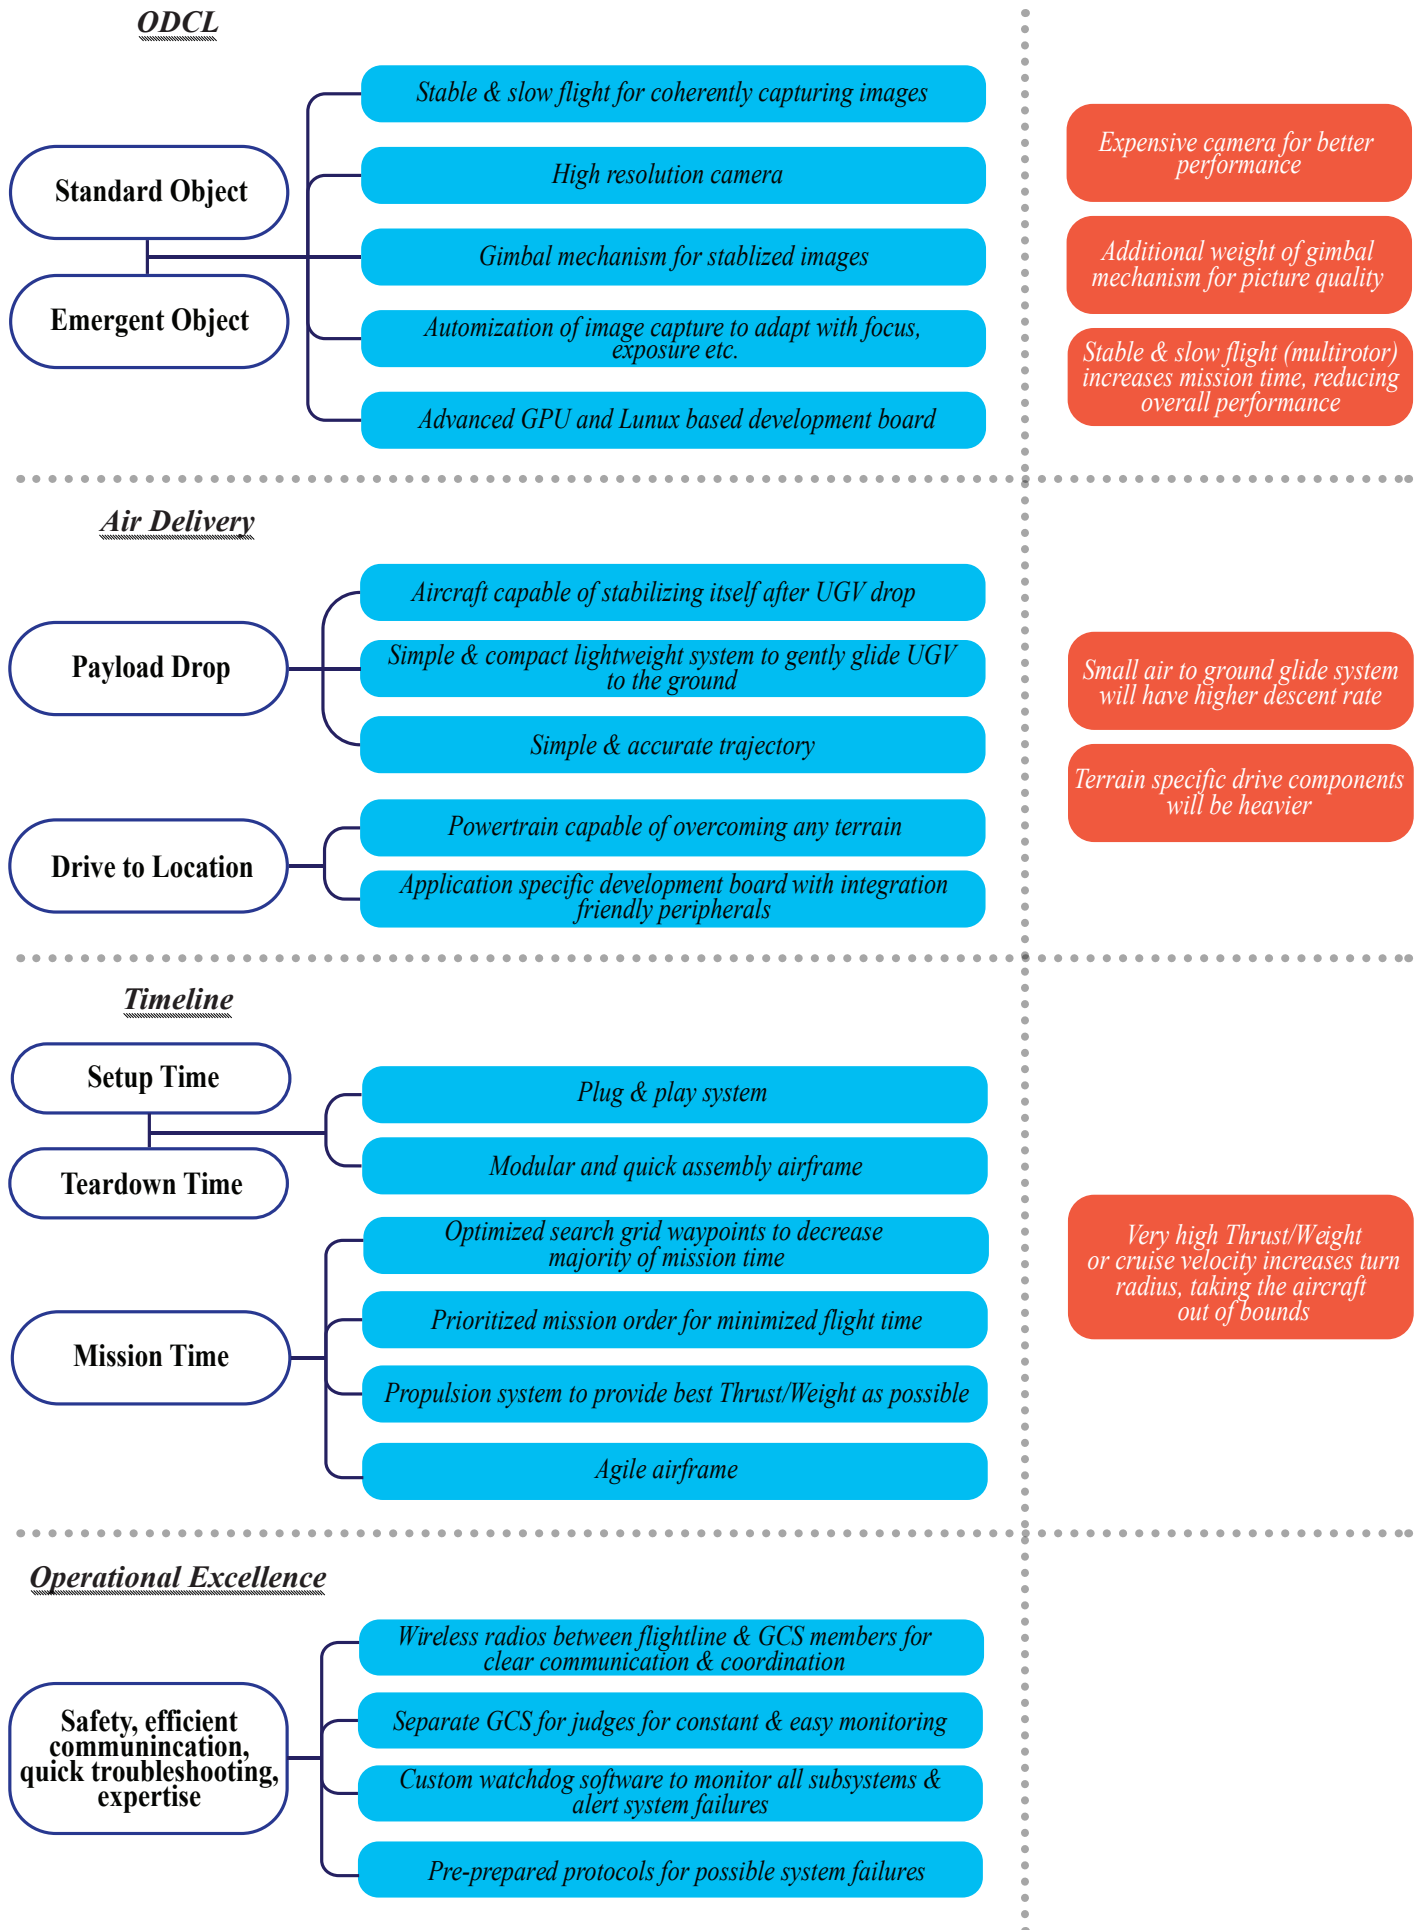 ODCL
Standard Object
Emergent Object
Stable & slow flight for coherently capturing images
High resolution camera
Gimbal mechanism for stablized images
Automization of image capture to adapt with focus,
exposure etc.
Advanced GPU and Lunux based development board
Expensive camera for better
performance
Additional weight of gimbal
mechanism for picture quality
Stable & slow flight (multirotor)
increases mission time, reducing
overall performance
Air Delivery
Payload Drop
Aircraft capable of stabilizing itself after UGV drop
Simple & compact lightweight system to gently glide UGV
to the ground
Simple & accurate trajectory
Drive to Location
Powertrain capable of overcoming any terrain
Application specific development board with integration
friendly peripherals
Small air to ground glide system
will have higher descent rate
Terrain specific drive components
will be heavier
Timeline
Setup Time
Teardown Time
Plug & play system
Modular and quick assembly airframe
Mission Time
Optimized search grid waypoints to decrease
majority of mission time
Prioritized mission order for minimized flight time
Propulsion system to provide best Thrust/Weight as possible
Agile airframe
Very high Thrust/Weight
or cruise velocity increases turn
radius, taking the aircraft
out of bounds
Operational Excellence
Safety, efficient
communincation,
quick troubleshooting,
expertise
Wireless radios between flightline & GCS members for
clear communication & coordination
Separate GCS for judges for constant & easy monitoring
Custom watchdog software to monitor all subsystems &
alert system failures
Pre-prepared protocols for possible system failures